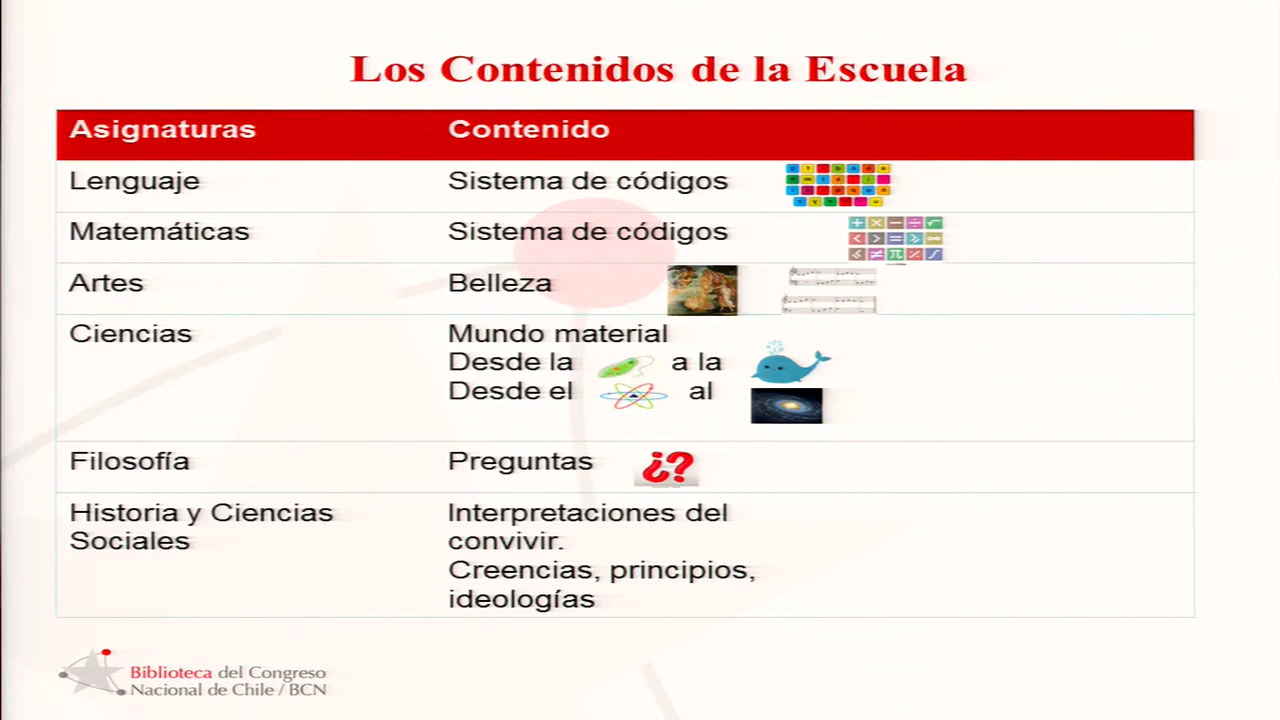 Los Contenidos de la Escuela
Asignaturas Contenido
Lenguaje Sistema de códigos
Matemáticas Sistema de códigos
Artes Belleza
Ciencias Mundo material
Desde la a la
Desde el al
Filosofía Preguntas ¿?
Historia y Ciencias Interpretaciones del
Sociales convivir.
Creencias, principios,
ideologías
Biblioteca del Congreso
Nacional de Chile / BCN